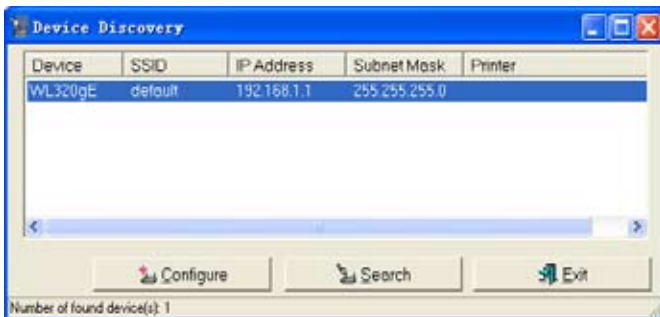 Device Discovery
Device SSID IP Address Subnet Mask Printer
WL320gE default 192.168.1.1 255.255.255.0
Configure Search Exit
Number of found device(s): 1